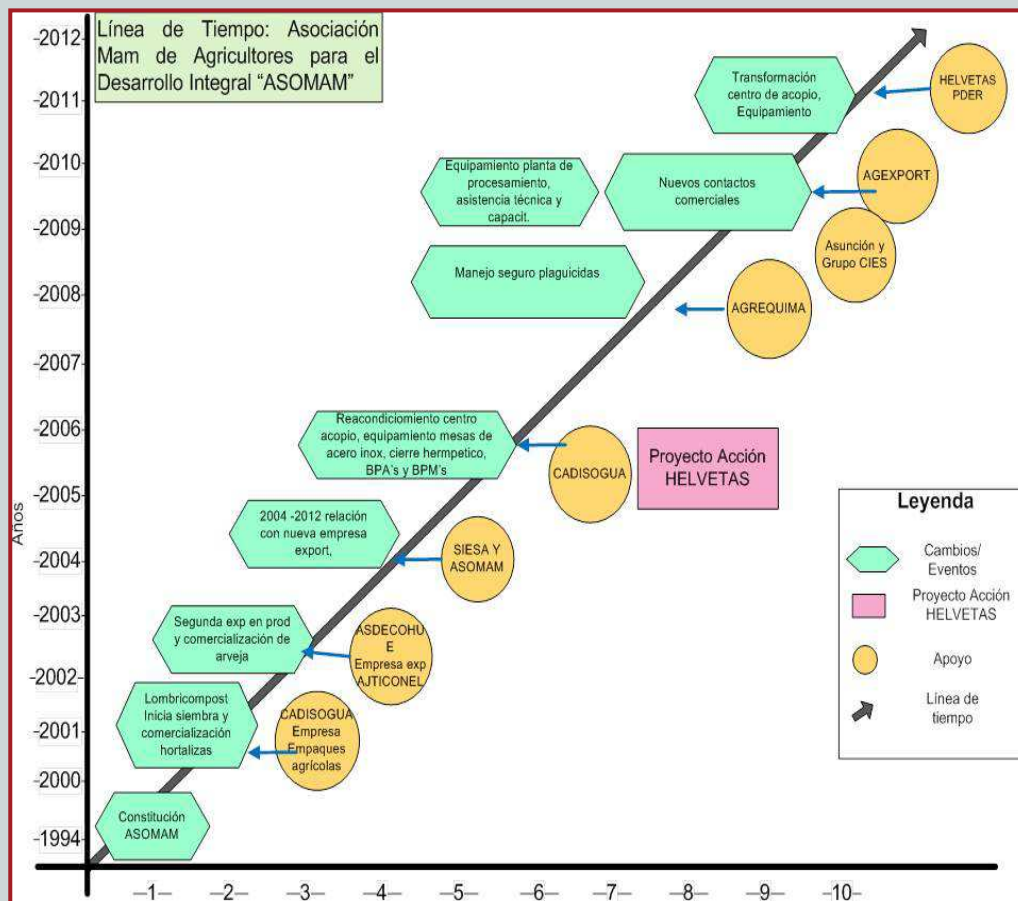 Línea de Tiempo: Asociación
Mam de Agricultores para el
Desarrollo Integral “ASOMAM”
–2012–
–2011–
–2010–
–2009–
–2008–
–2007–
–2006–
–2005–
–2004–
–2003–
–2002–
–2001–
–2000–
–1994–
Años
Transformación
centro de acopio,
Equipamiento
HELVETAS
PDER
Equipamiento planta de
procesamiento,
asistencia técnica y
capacit.
Nuevos contactos
comerciales
AGEXPORT
Asunción y
Grupo CIES
Manejo seguro plaguicidas
AGREQUIMA
Reacondiciomiento centro
acopio, equipamiento mesas de
acero inox, cierre hermpetico,
BPA’s y BPM’s
CADISOGUA
Proyecto Acción
HELVETAS
2004 -2012 relación
con nueva empresa
export,
SIESA Y
ASOMAM
Segunda exp en prod
y comercialización de
arveja
ASDECOHU
E
Empresa exp
AJTICONEL
Lombricompost
Inicia siembra y
comercialización
hortalizas
CADISOGUA
Empresa
Empaques
agrícolas
Constitución
ASOMAM
Leyenda
Cambios/
Eventos
Proyecto Acción
HELVETAS
Apoyo
Línea de
tiempo
–1– –2– –3– –4– –5– –6– –7– –8– –9– –10–